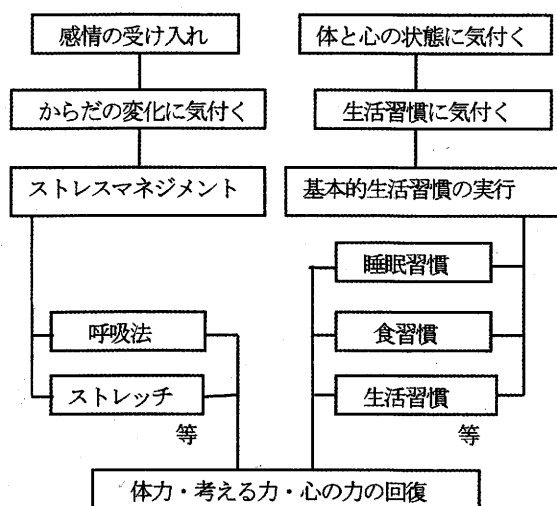 感情の受け入れ
体と心の状態に気付く
からだの変化に気付く
生活習慣に気付く
ストレスマネジメント
基本的生活習慣の実行
睡眠習慣
呼吸法
食習慣
ストレッチ
生活習慣
等
等
体力・考える力・心の力の回復